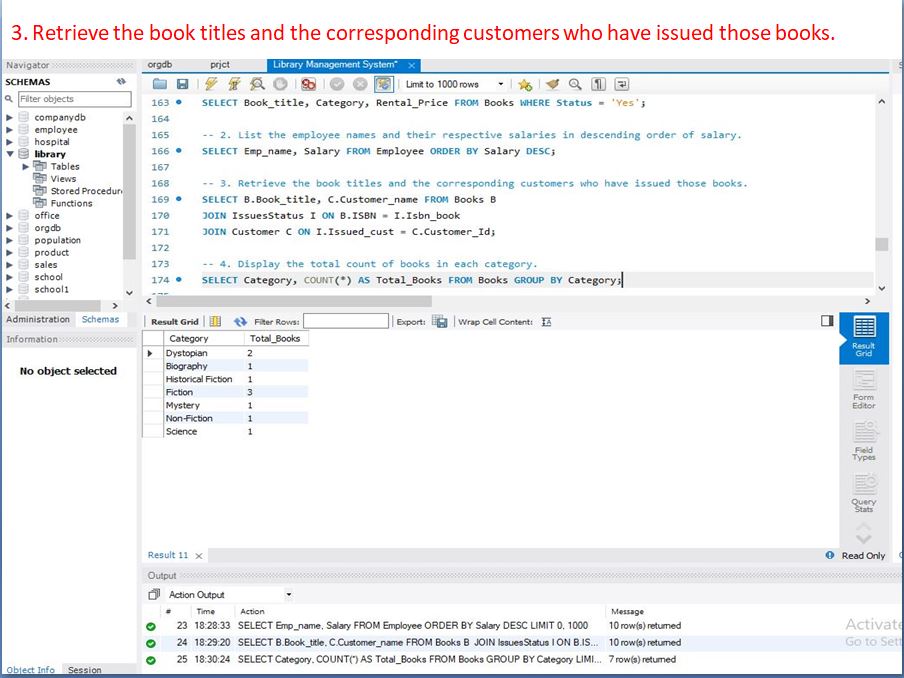 3. Retrieve the book titles and the corresponding customers who have issued those books.
Navigator
orgdb prjct Library Management System*
SCHEMAS
Limit to 1000 rows
Filter objects
companydb
employee
hospital
library
Tables
Views
Stored Procedur
Functions
office
orgdb
population
product
sales
school
school1
163 SELECT Book_title, Category, Rental_Price FROM Books WHERE Status = 'Yes';
164
165 -- 2. List the employee names and their respective salaries in descending order of salary.
166 SELECT Emp_name, Salary FROM Employee ORDER BY Salary DESC;
167
168 -- 3. Retrieve the book titles and the corresponding customers who have issued those books.
169 SELECT B.Book_title, C.Customer_name FROM Books B
170 JOIN IssuesStatus I ON B.ISBN = I.Isbn_book
171 JOIN Customer C ON I.Issued_cust = C.Customer_Id;
172
173 -- 4. Display the total count of books in each category.
174 SELECT Category, COUNT(*) AS Total_Books FROM Books GROUP BY Category;
Administration Schemas
Information
No object selected
Result Grid Filter Rows: Export: Wrap Cell Content:
Category Total_Books
Dystopian 2
Biography 1
Historical Fiction 1
Fiction 3
Mystery 1
Non-Fiction 1
Science 1
Result Grid
Form Editor
Field Types
Query Stats
Result 11
Read Only
Output
Action Output
# Time Action Message
23 18:28:33 SELECT Emp_name, Salary FROM Employee ORDER BY Salary DESC LIMIT 0, 1000 10 row(s) returned
24 18:29:20 SELECT B.Book_title, C.Customer_name FROM Books B JOIN IssuesStatus I ON B.IS... 10 row(s) returned
25 18:30:24 SELECT Category, COUNT(*) AS Total_Books FROM Books GROUP BY Category LIMI... 7 row(s) returned
Activate
Go to Sett
Object Info Session